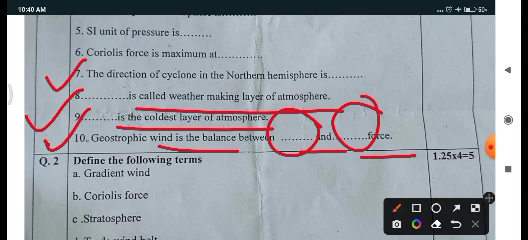 10:40 AM
5. SI unit of pressure is.........
6. Coriolis force is maximum at.............
7. The direction of cyclone in the Northern hemisphere is..........
8.............is called weather making layer of atmosphere.
9..........is the coldest layer of atmosphere.
10. Geostrophic wind is the balance between ..........and.........force.
Q. 2 Define the following terms 1.25x4=5
a. Gradient wind
b. Coriolis force
c .Stratosphere